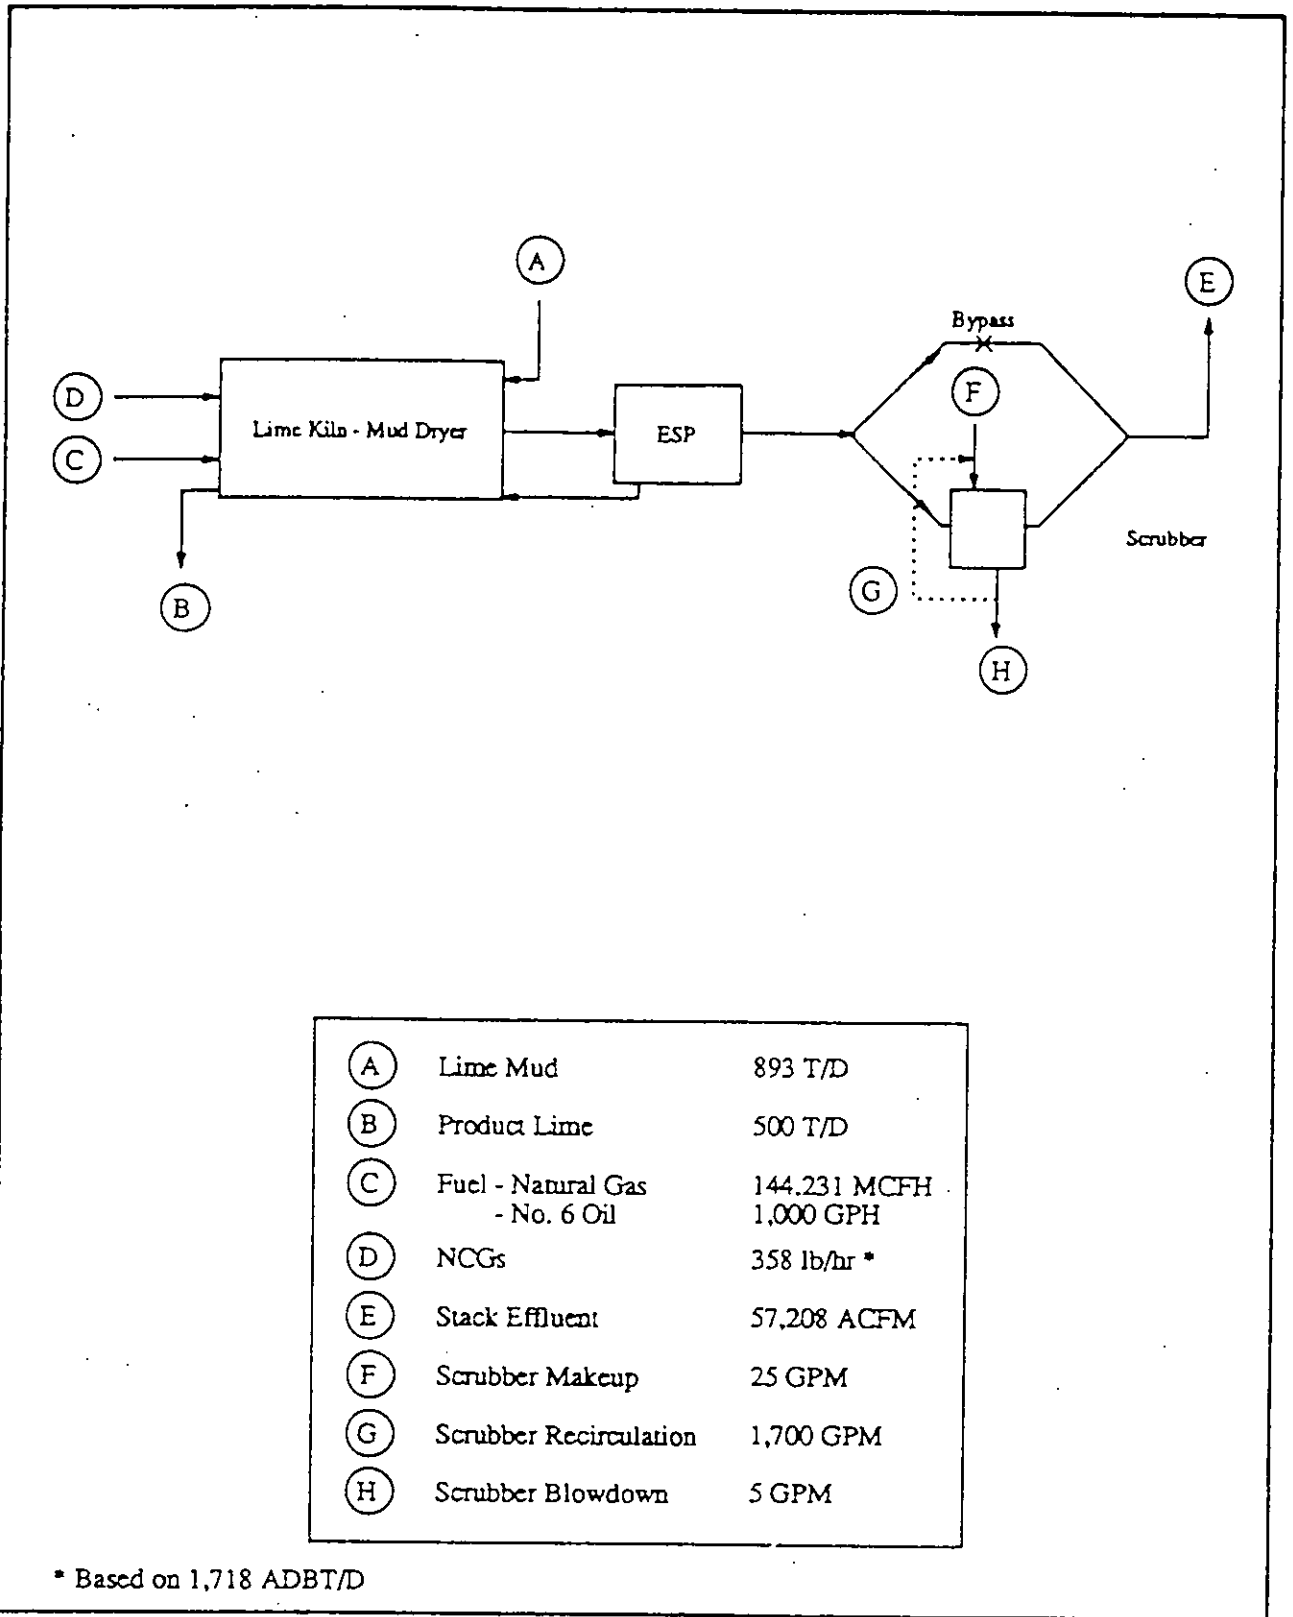 A
E
Bypass
F
D
Lime Kiln - Mud Dryer
ESP
C
Scrubber
G
B
H
A Lime Mud 893 T/D
B Product Lime 500 T/D
C Fuel - Natural Gas 144.231 MCFH
- No. 6 Oil 1,000 GPH
D NCGs 358 lb/hr *
E Stack Effluent 57,208 ACFM
F Scrubber Makeup 25 GPM
G Scrubber Recirculation 1,700 GPM
H Scrubber Blowdown 5 GPM
* Based on 1,718 ADBT/D